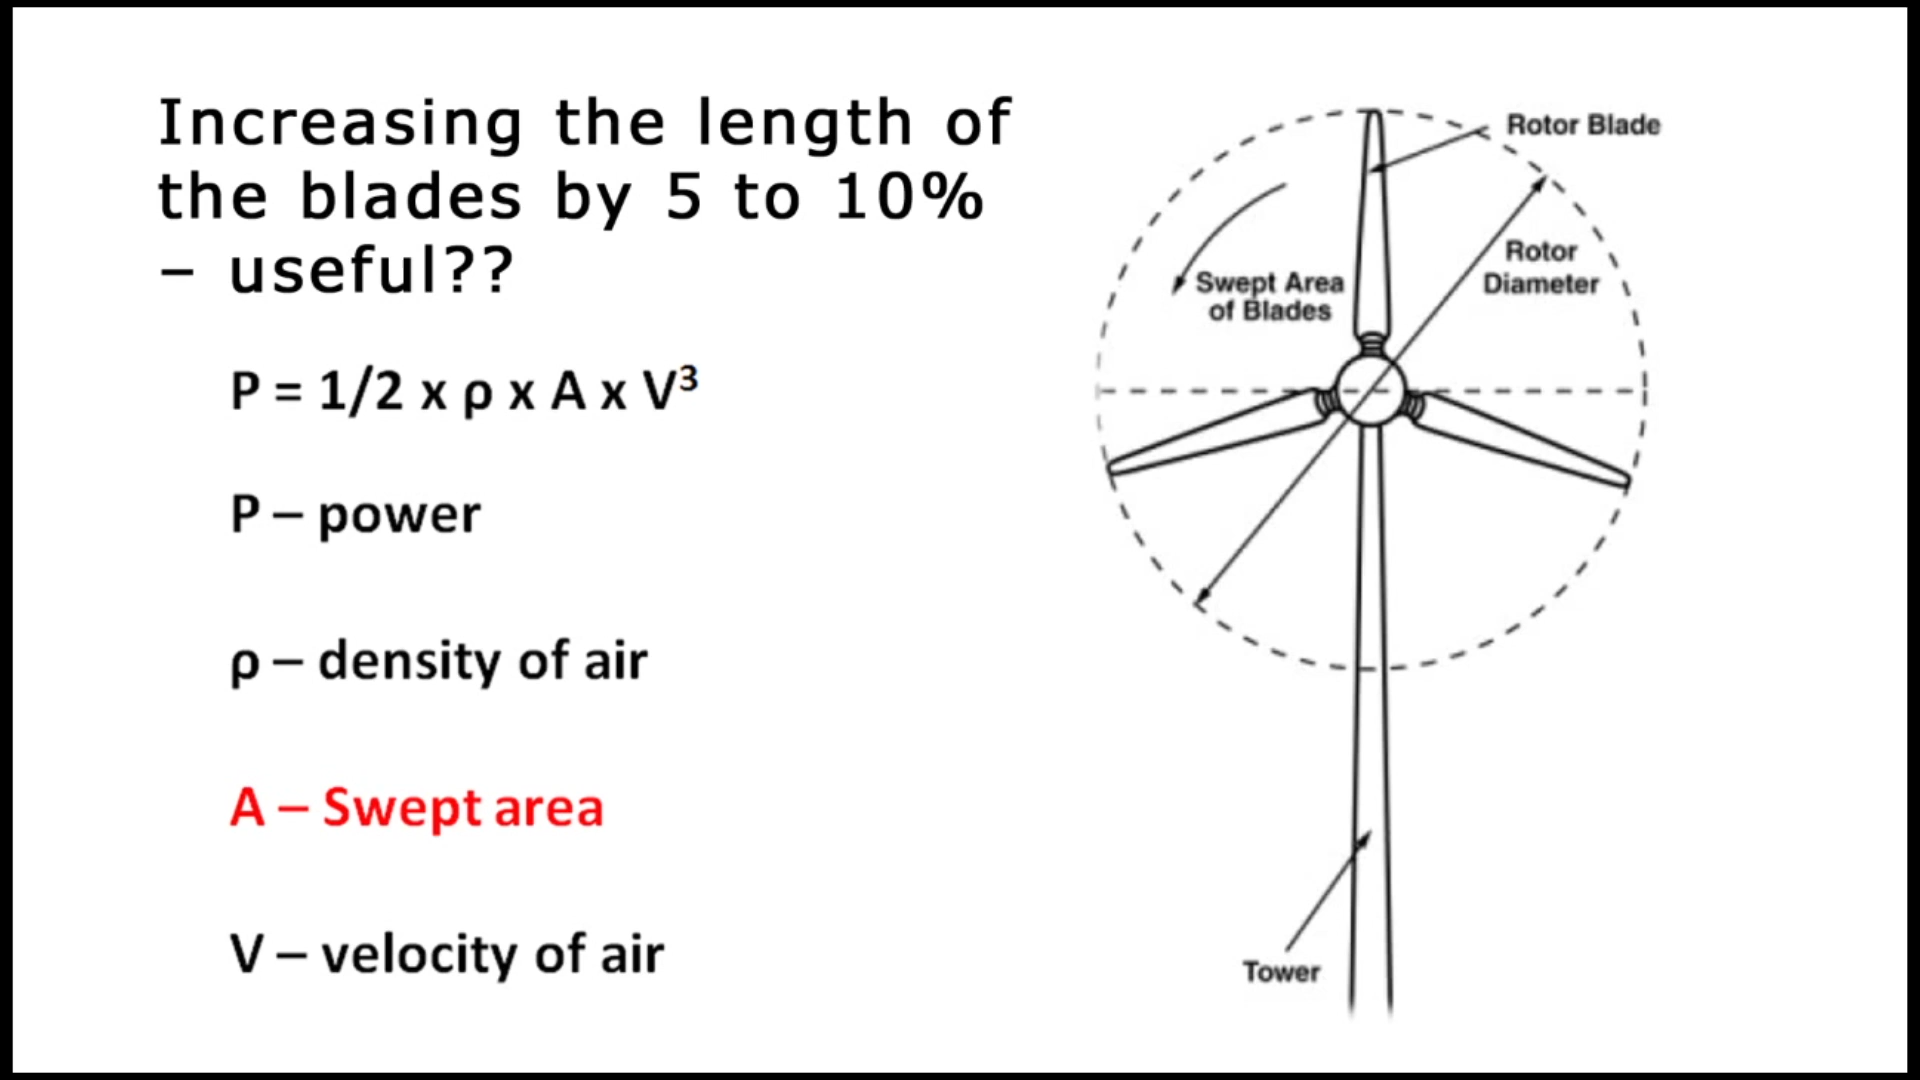 Increasing the length of
the blades by 5 to 10%
– useful??
P = 1/2 x ρ x A x V³
P – power
ρ – density of air
A – Swept area
V – velocity of air
Rotor Blade
Rotor
Diameter
Swept Area
of Blades
Tower